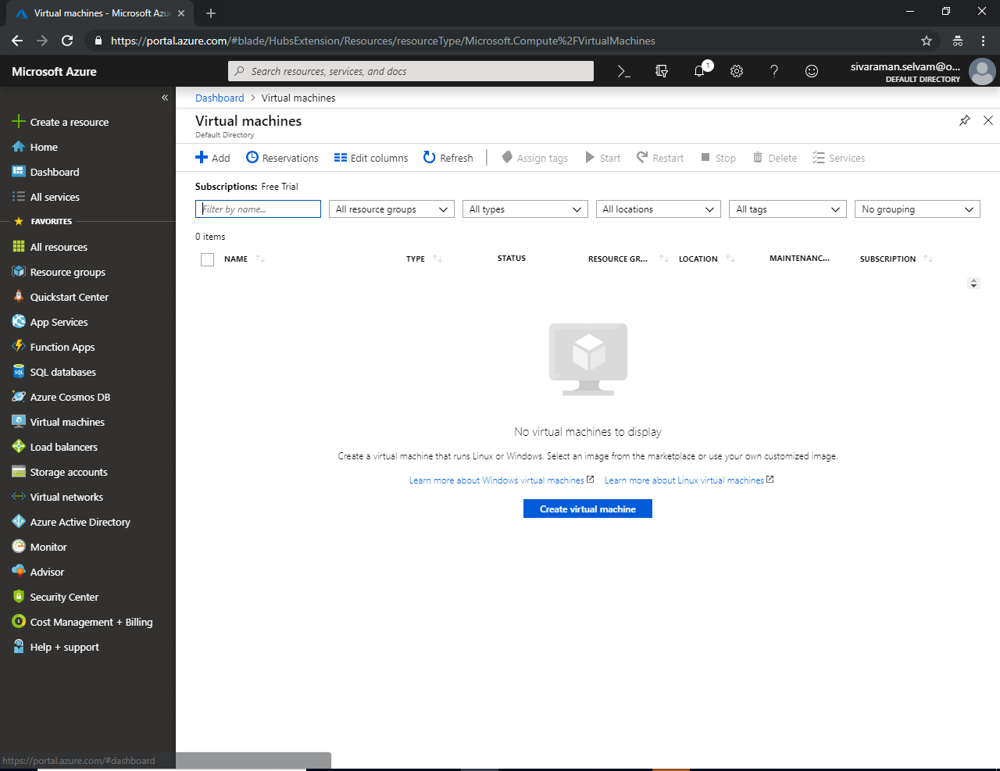 Virtual machines - Microsoft Azu
https://portal.azure.com/#blade/HubsExtension/Resources/resourceType/Microsoft.Compute%2FVirtualMachines
Microsoft Azure
Search resources, services, and docs
1
sivaraman.selvam@o...
DEFAULT DIRECTORY
Create a resource
Home
Dashboard
All services
FAVORITES
All resources
Resource groups
Quickstart Center
App Services
Function Apps
SQL databases
Azure Cosmos DB
Virtual machines
Load balancers
Storage accounts
Virtual networks
Azure Active Directory
Monitor
Advisor
Security Center
Cost Management + Billing
Help + support
https://portal.azure.com/#dashboard
Dashboard > Virtual machines
Virtual machines
Default Directory
Add Reservations Edit columns Refresh Assign tags Start Restart Stop Delete Services
Subscriptions: Free Trial
Filter by name... All resource groups All types All locations All tags No grouping
0 items
NAME TYPE STATUS RESOURCE GR... LOCATION MAINTENANC... SUBSCRIPTION
No virtual machines to display
Create a virtual machine that runs Linux or Windows. Select an image from the marketplace or use your own customized image.
Learn more about Windows virtual machines Learn more about Linux virtual machines
Create virtual machine